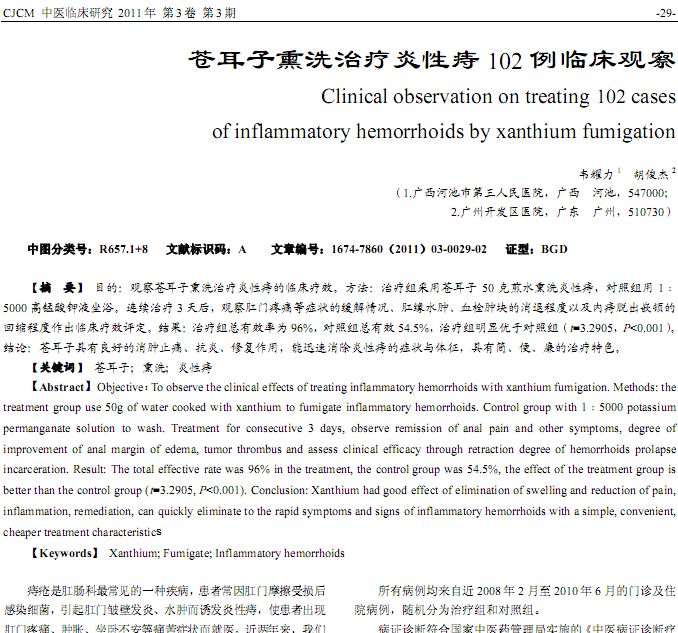 CJCM 中医临床研究 2011 年 第 3 卷 第 3 期 -29-
苍耳子熏洗治疗炎性痔 102 例临床观察
Clinical observation on treating 102 cases
of inflammatory hemorrhoids by xanthium fumigation
韦耀力 1 胡俊杰 2
(1.广西河池市第三人民医院，广西 河池，547000;
2.广州开发区医院，广东 广州，510730)
中图分类号：R657.1+8 文献标识码：A 文章编号：1674-7860（2011）03-0029-02 证型：BGD
【摘 要】目的：观察苍耳子熏洗治疗炎性痔的临床疗效。方法：治疗组采用苍耳子 50 克煎水熏洗炎性痔，对照组用 1：
5000 高锰酸钾液坐浴。连续治疗 3 天后，观察肛门疼痛等症状的缓解情况、肛缘水肿、血栓肿块的消退程度以及内痔脱出嵌顿的
回缩程度作出临床疗效评定。结果：治疗组总有效率为 96%，对照组总有效 54.5%，治疗组明显优于对照组（t=3.2905，P<0.001）。
结论：苍耳子具有良好的消肿止痛、抗炎、修复作用，能迅速消除炎性痔的症状与体征，具有简、便、廉的治疗特色。
【关键词】苍耳子；熏洗；炎性痔
【Abstract】Objective：To observe the clinical effects of treating inflammatory hemorrhoids with xanthium fumigation. Methods: the
treatment group use 50g of water cooked with xanthium to fumigate inflammatory hemorrhoids. Control group with 1：5000 potassium
permanganate solution to wash. Treatment for consecutive 3 days, observe remission of anal pain and other symptoms, degree of
improvement of anal margin of edema, tumor thrombus and assess clinical efficacy through retraction degree of hemorrhoids prolapse
incarceration. Result: The total effective rate was 96% in the treatment, the control group was 54.5%, the effect of the treatment group is
better than the control group (t=3.2905, P<0.001). Conclusion: Xanthium had good effect of elimination of swelling and reduction of pain,
inflammation, remediation, can quickly eliminate to the rapid symptoms and signs of inflammatory hemorrhoids with a simple, convenient,
cheaper treatment characteristics
【Keywords】Xanthium; Fumigate; Inflammatory hemorrhoids
痔疮是肛肠科最常见的一种疾病，患者常因肛门摩擦受损后
感染细菌，引起肛门皱壁发炎、水肿而诱发炎性痔，使患者出现
肛门疼痛、肿胀、坐卧不安等痛苦症状而就医。近两年来，我们
所有病例均来自近 2008 年 2 月至 2010 年 6 月的门诊及住
院病例，随机分为治疗组和对照组。
病证诊断符合国家中医药管理局实施的《中医病证诊断疗